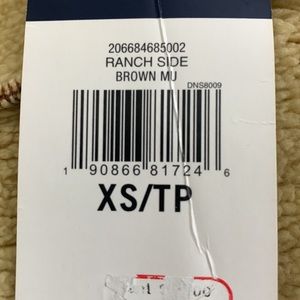 206684685002
RANCH SIDE
BROWN MU
DNS8009
1 90866 81724 6
XS/TP